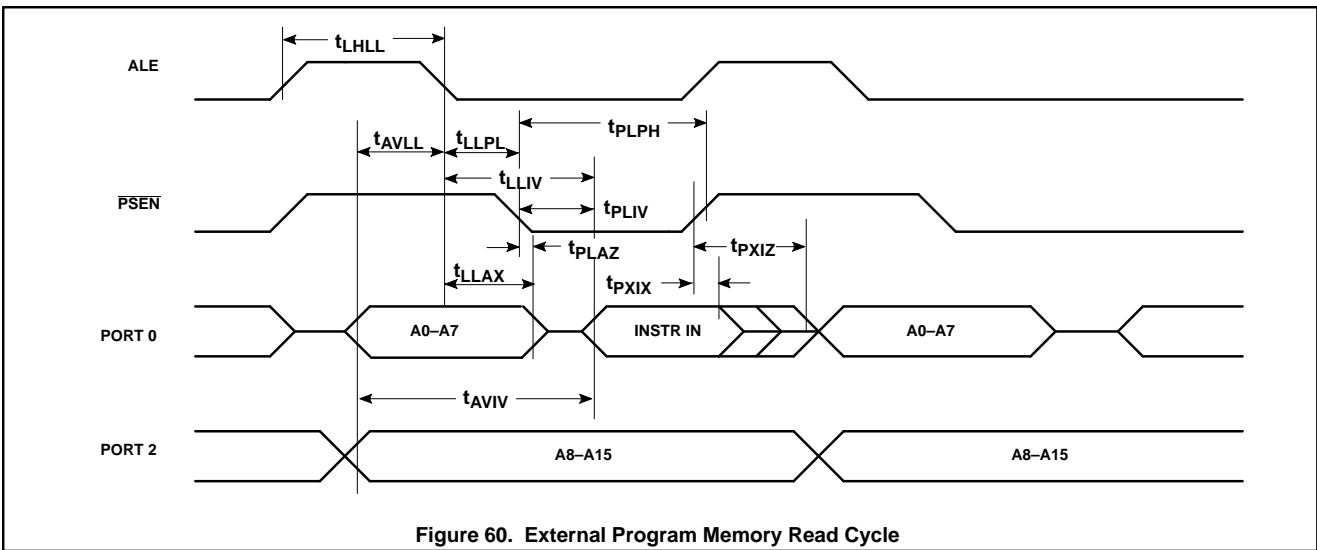 tLHLL
ALE
tPLPH
tAVLL tLLPL
tLLIV
PSEN
tPLIV
tPLAZ
tPXIZ
tLLAX
tPXIX
PORT 0
A0–A7
INSTR IN
A0–A7
tAVIV
PORT 2
A8–A15
A8–A15
Figure 60. External Program Memory Read Cycle